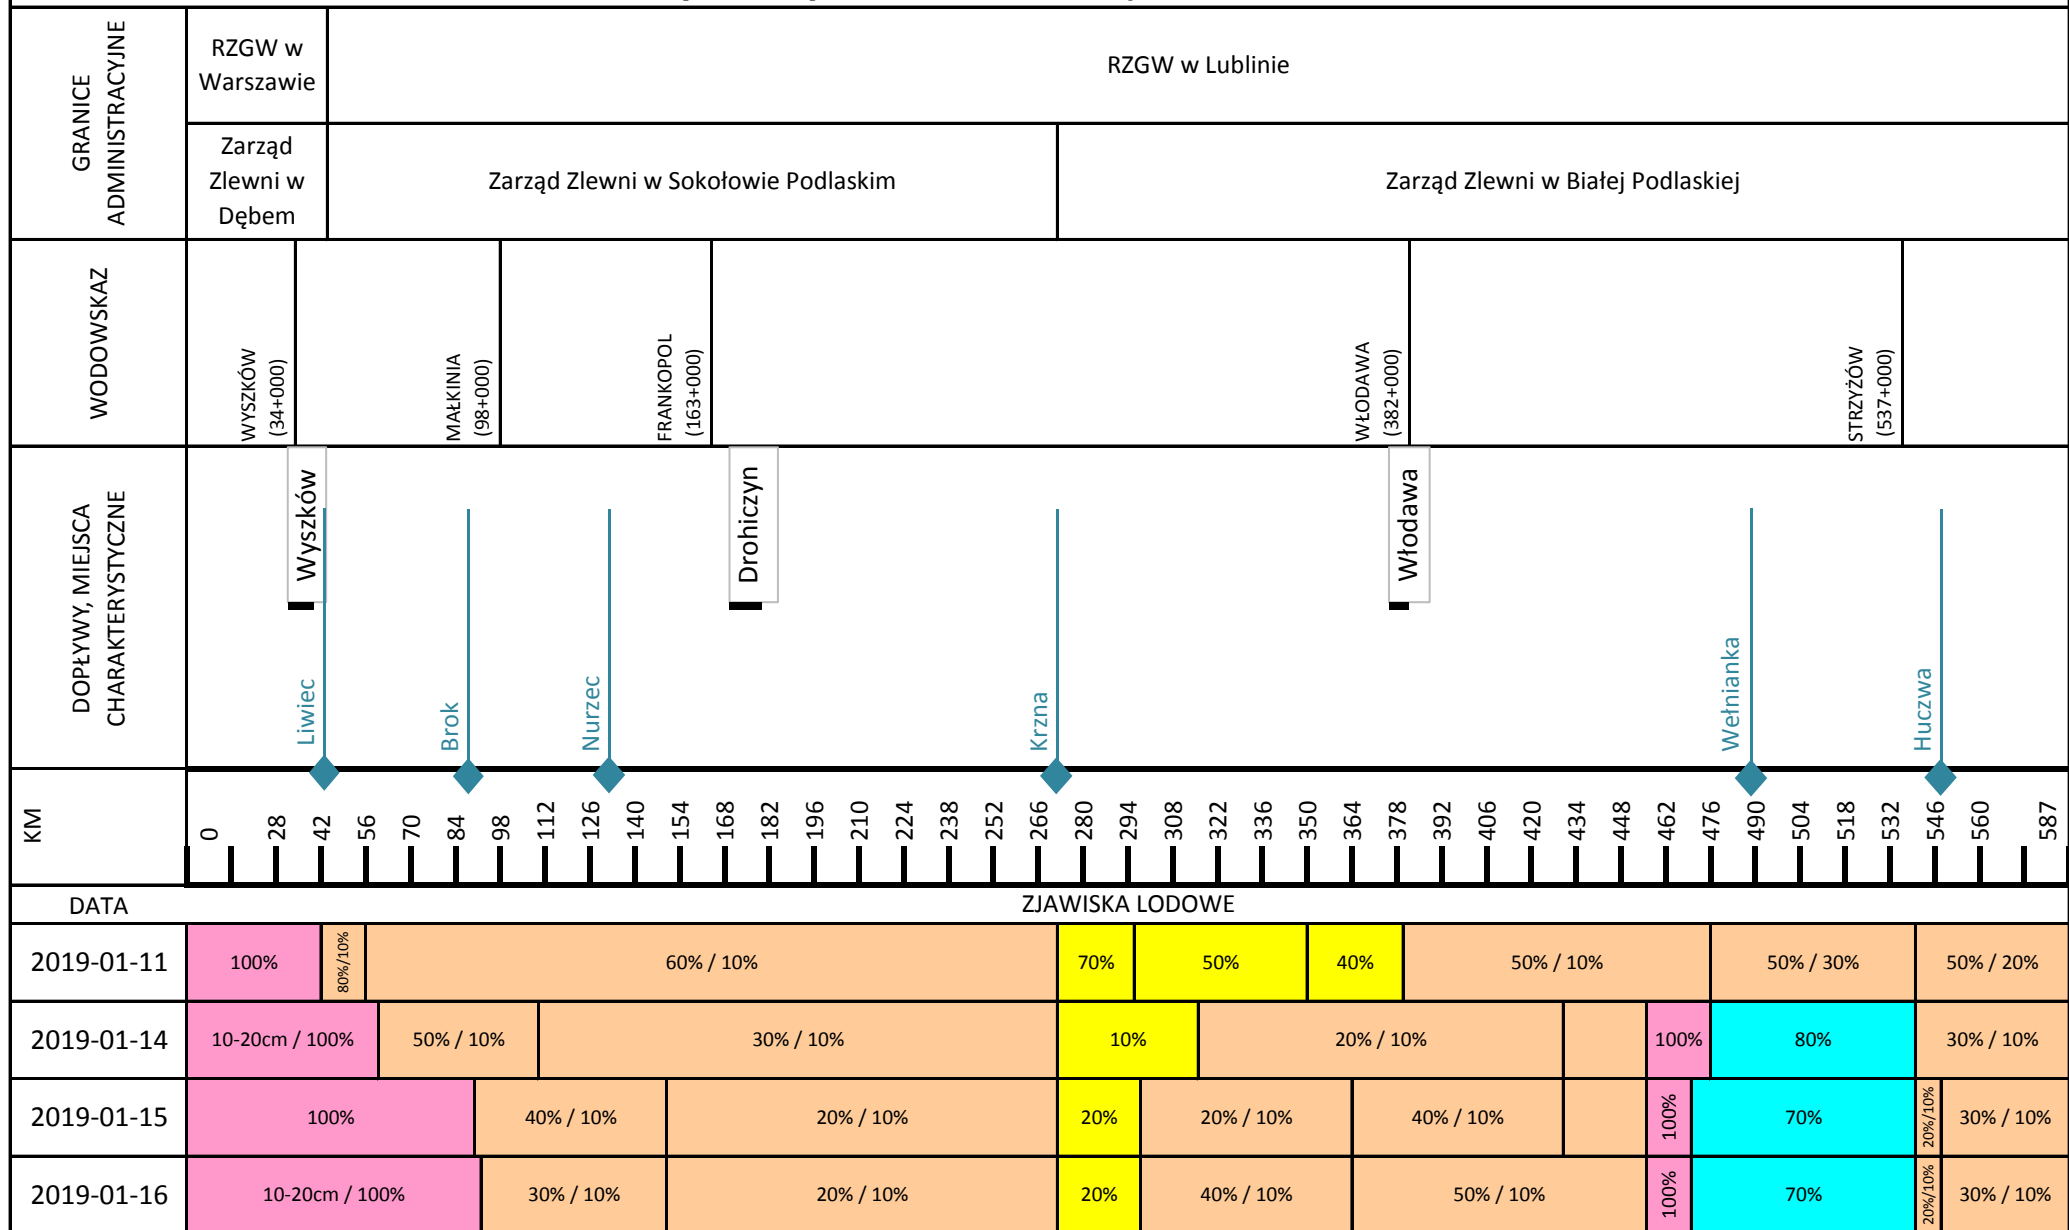 GRANICE
ADMINISTRACYJNE
RZGW w
Warszawie
RZGW w Lublinie
Zarząd
Zlewni w
Dębem
Zarząd Zlewni w Sokołowie Podlaskim
Zarząd Zlewni w Białej Podlaskiej
WODOWSKAZ
WYSZKÓW
(34+000)
MAŁKINIA
(98+000)
FRANKOPOL
(163+000)
WŁODAWA
(382+000)
STRZYŻÓW
(537+000)
DOPŁYWY, MIEJSCA
CHARAKTERYSTYCZNE
Wyszków
Drohiczyn
Włodawa
Liwiec
Brok
Nurzec
Krzna
Wełnianka
Huczwa
KM
0 28 42 56 70 84 98 112 126 140 154 168 182 196 210 224 238 252 266 280 294 308 322 336 350 364 378 392 406 420 434 448 462 476 490 504 518 532 546 560 587
DATA ZJAWISKA LODOWE
2019-01-11 100% 80%/10% 60% / 10% 70% 50% 40% 50% / 10% 50% / 30% 50% / 20%
2019-01-14 10-20cm / 100% 50% / 10% 30% / 10% 10% 20% / 10% 100% 80% 30% / 10%
2019-01-15 100% 40% / 10% 20% / 10% 20% 20% / 10% 40% / 10% 100% 70% 20%/10% 30% / 10%
2019-01-16 10-20cm / 100% 30% / 10% 20% / 10% 20% 40% / 10% 50% / 10% 100% 70% 20%/10% 30% / 10%